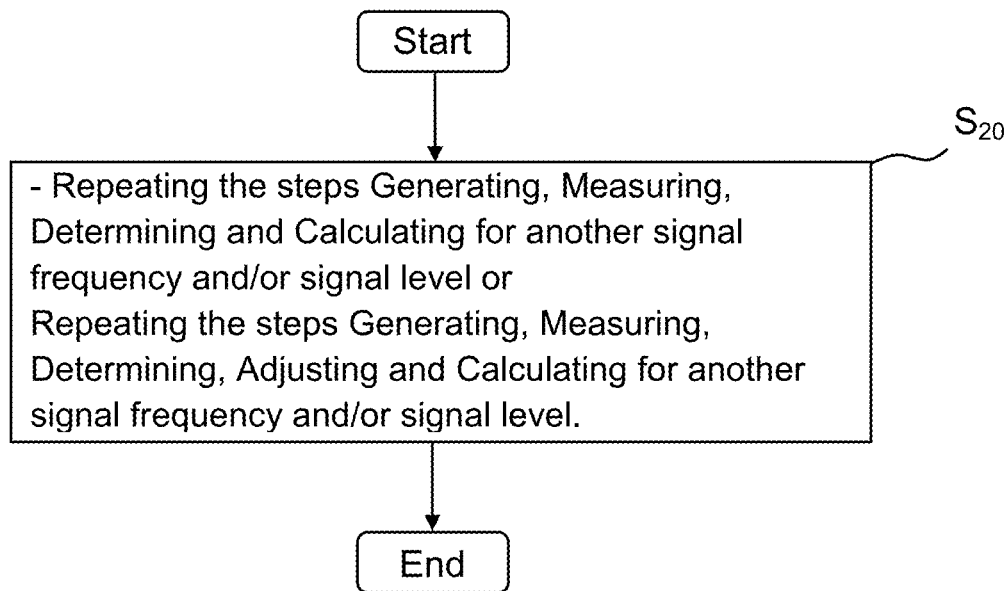 Start
S20
- Repeating the steps Generating, Measuring,
Determining and Calculating for another signal
frequency and/or signal level or
Repeating the steps Generating, Measuring,
Determining, Adjusting and Calculating for another
signal frequency and/or signal level.
End